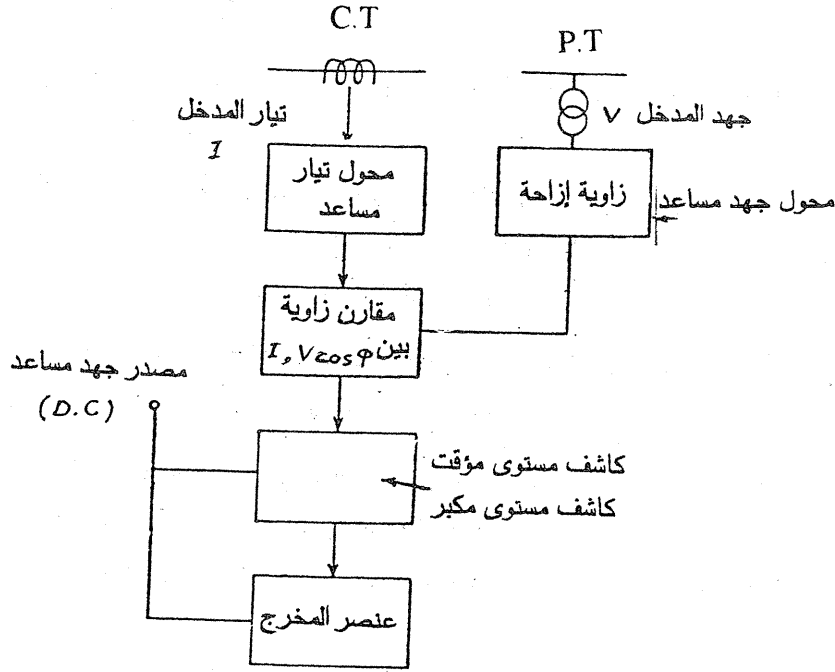 C.T
P.T
تيار المدخل
I
جهد المدخل V
محول تيار
مساعد
زاوية إزاحة
محول جهد مساعد
مقارن زاوية
بين I, V cos φ
مصدر جهد مساعد
(D.C)
كاشف مستوى مؤقت
كاشف مستوى مكبر
عنصر المخرج